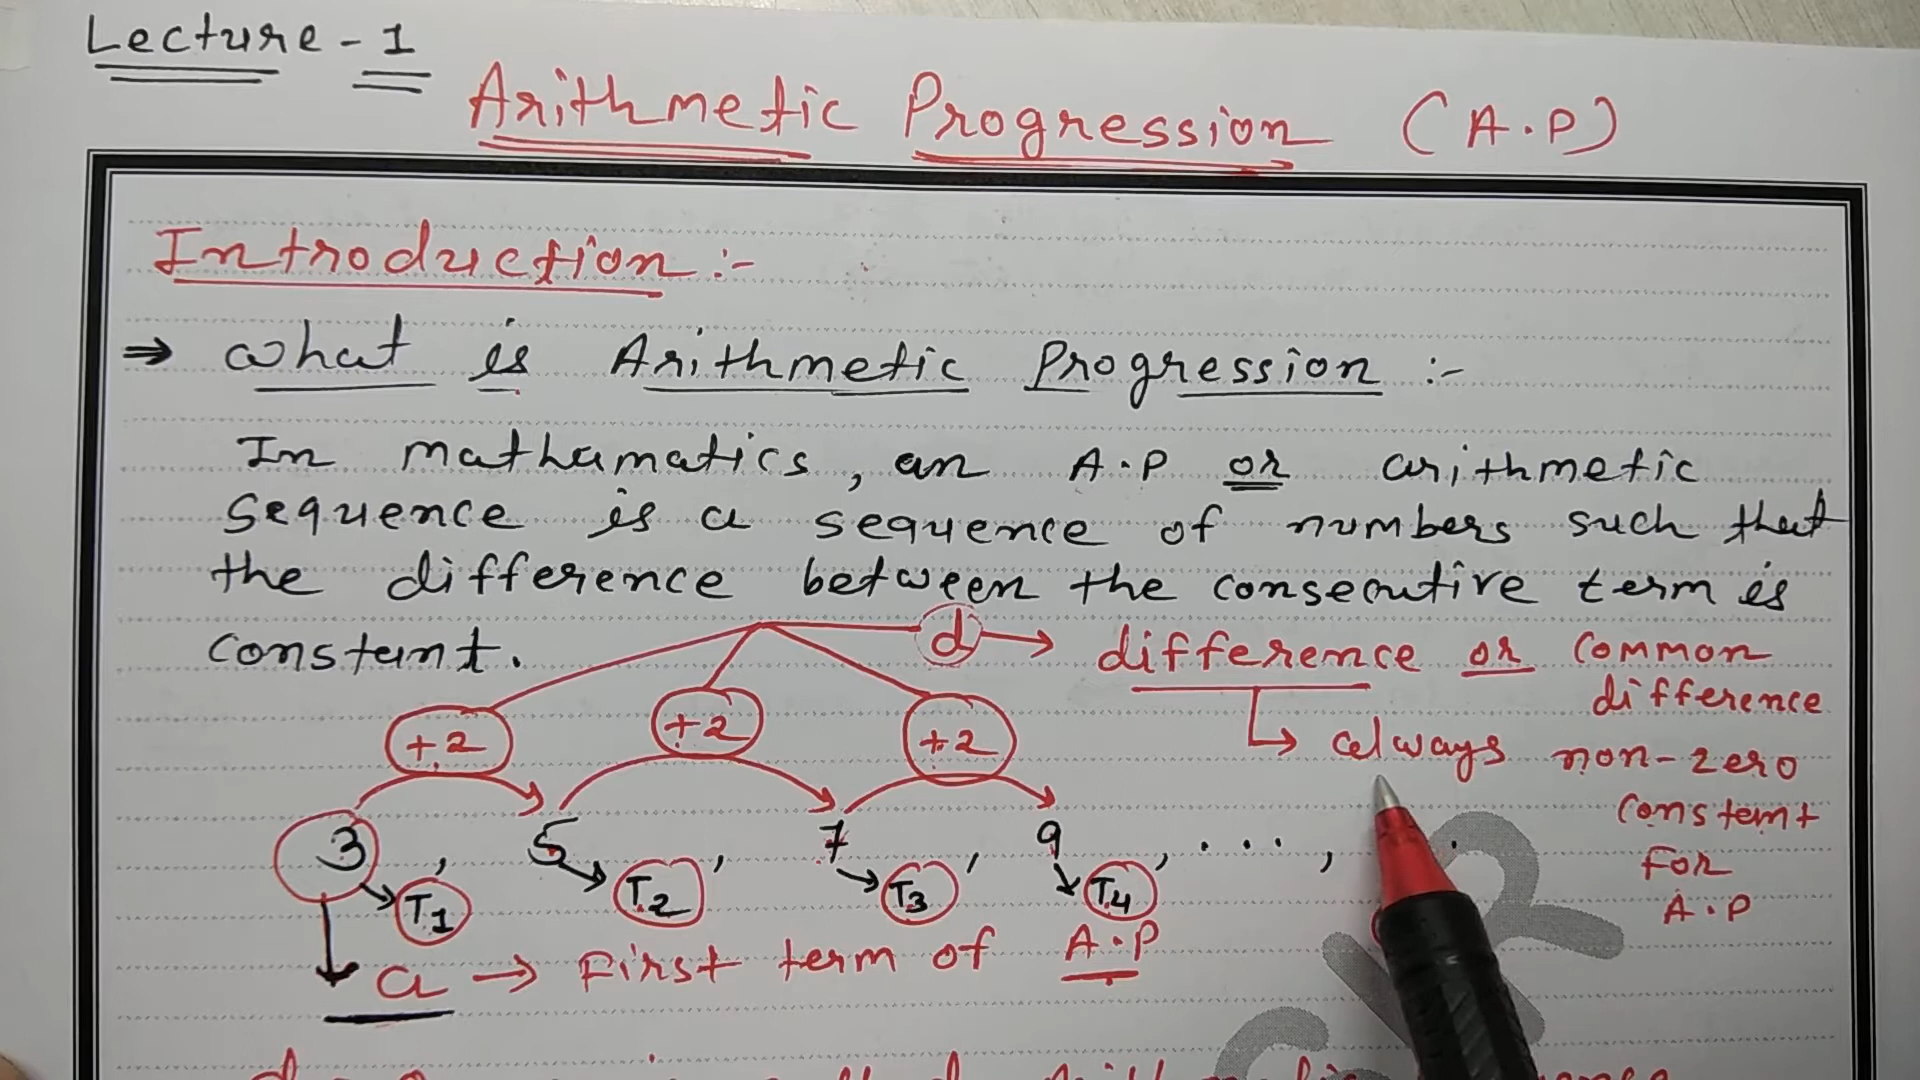 Lecture - 1
Arithmetic Progression (A.P)
Introduction :-
⇒ What is Arithmetic Progression :-
In mathematics, an A.P or arithmetic
sequence is a sequence of numbers such that
the difference between the consecutive term is
constant.
d → difference or common
difference
+2 +2 +2
↳ always non-zero
constant
For
A.P
3, 5, 7, 9, ...,
T1 T2 T3 T4
a → First term of A.P